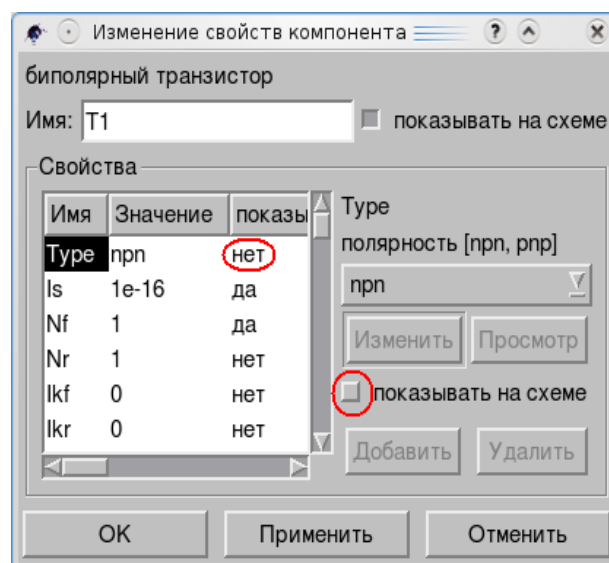 Изменение свойств компонента
биполярный транзистор
Имя: T1 показывать на схеме
Свойства
Имя Значение показы
Type npn нет
Is 1e-16 да
Nf 1 да
Nr 1 нет
Ikf 0 нет
Ikr 0 нет
Type
полярность [npn, pnp]
npn
Изменить Просмотр
показывать на схеме
Добавить Удалить
OK Применить Отменить